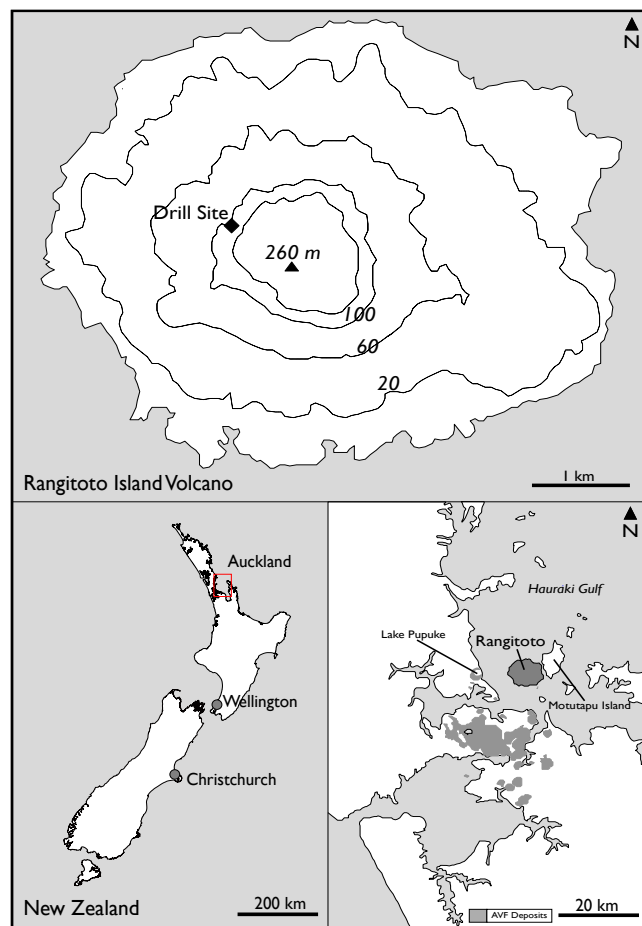 N
Drill Site
260 m
100
60
20
Rangitoto Island Volcano
1 km
Auckland
Wellington
Christchurch
New Zealand
200 km
N
Hauraki Gulf
Lake Pupuke
Rangitoto
Motutapu Island
AVF Deposits
20 km